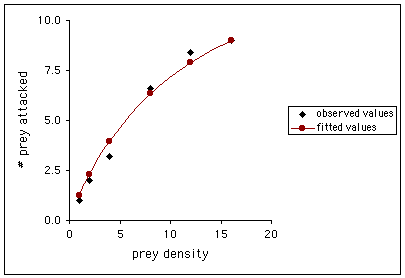 10.0
7.5
5.0
2.5
0.0
# prey attacked
0 5 10 15 20
prey density
observed values
fitted values